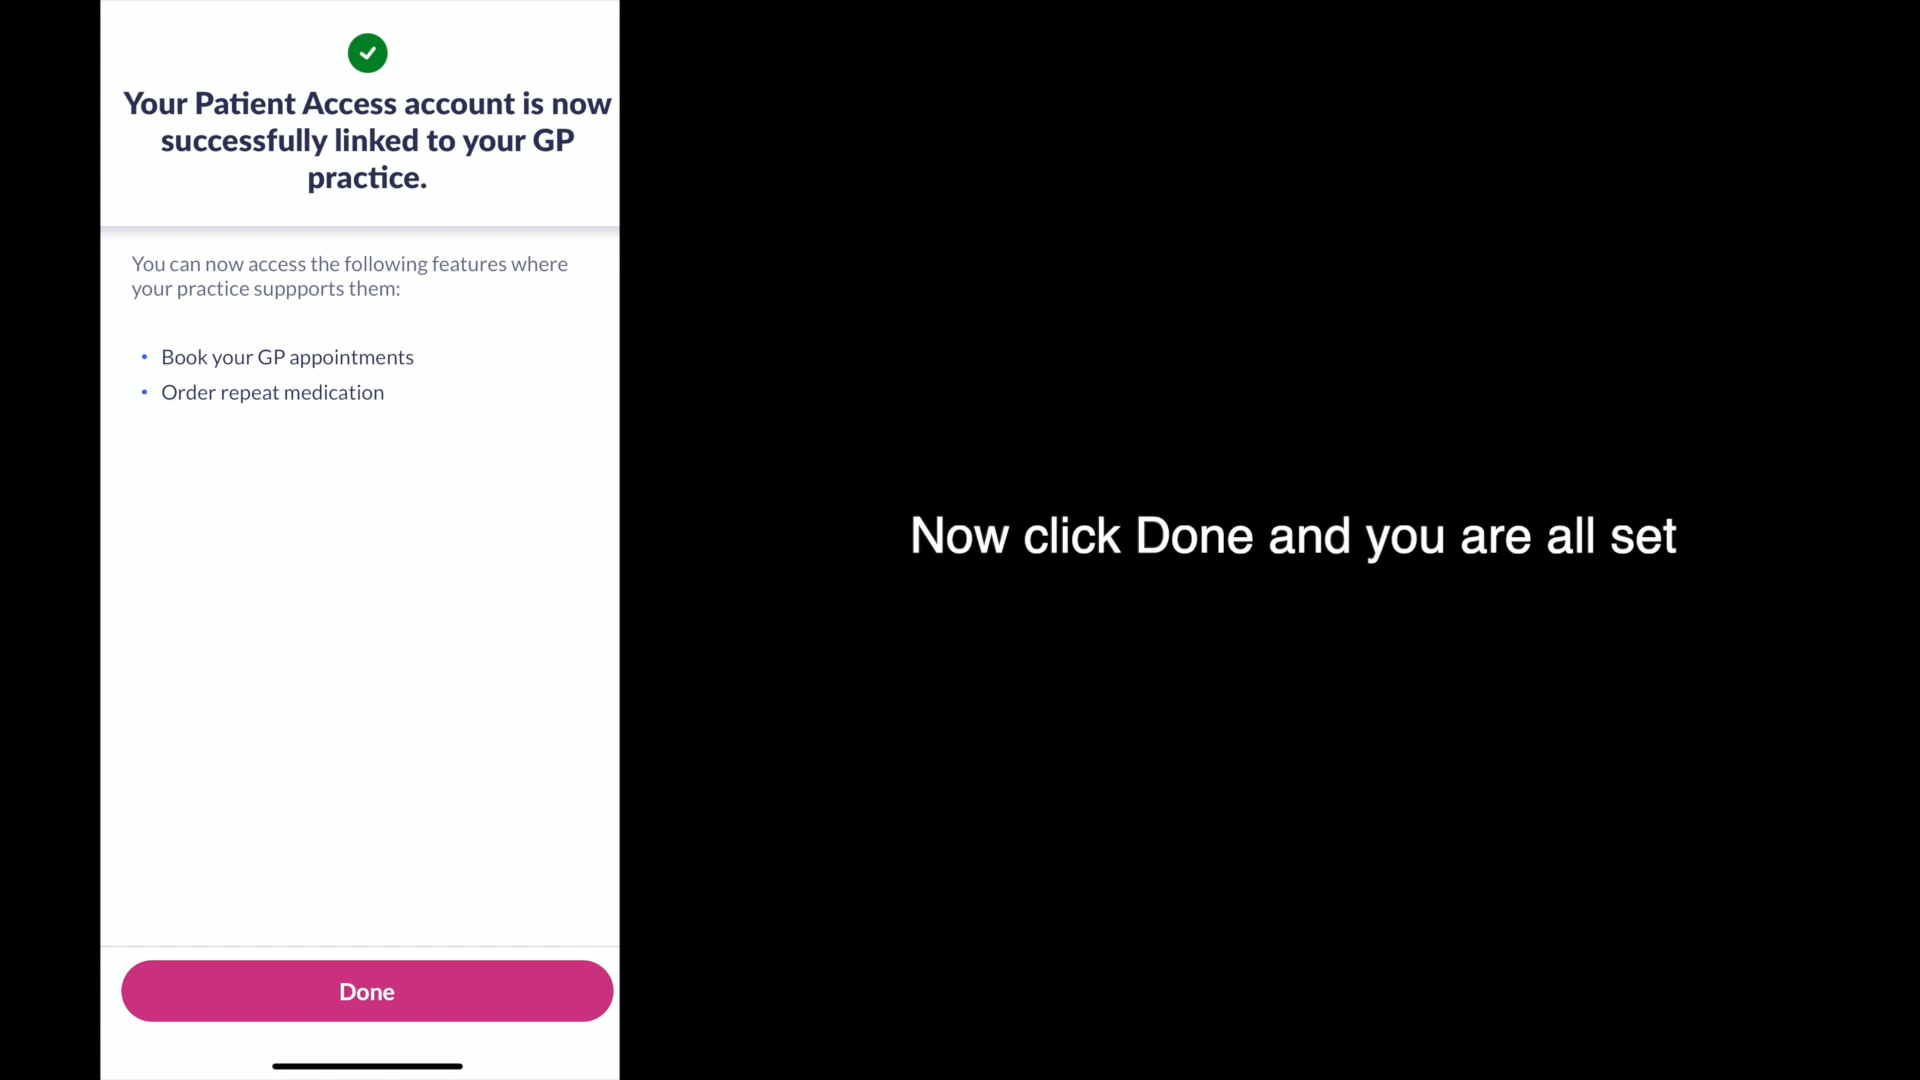 Your Patient Access account is now
successfully linked to your GP
practice.
You can now access the following features where
your practice suppports them:
• Book your GP appointments
• Order repeat medication
Now click Done and you are all set
Done